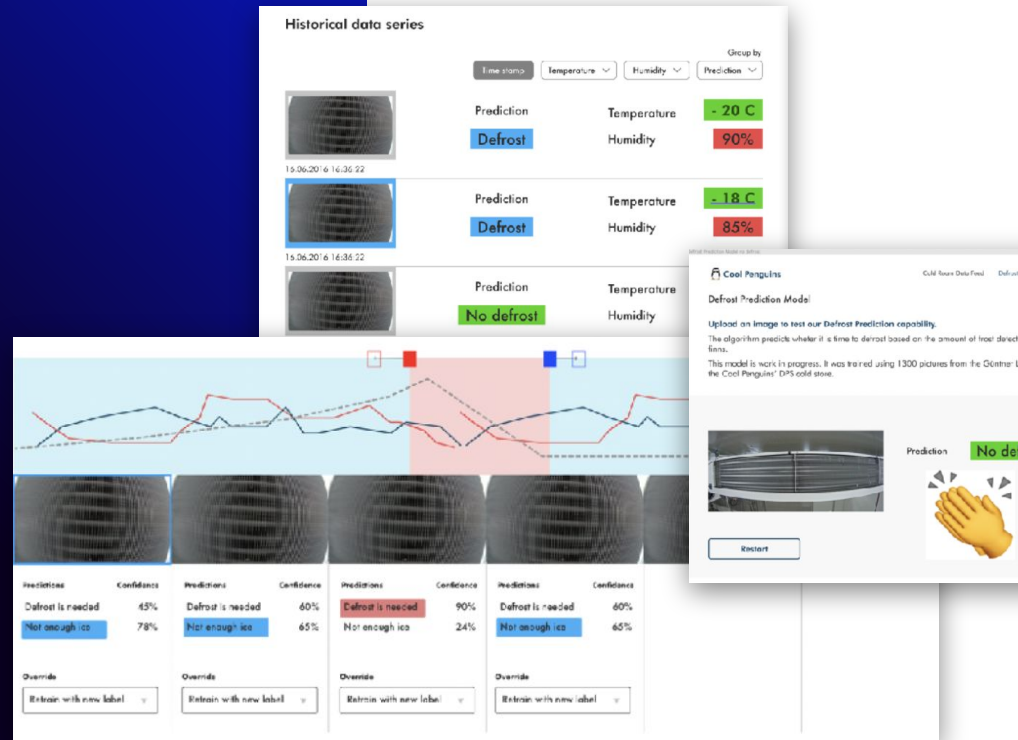 Historical data series
Group by
Time stamp Temperature Humidity Prediction
Prediction Temperature - 20 C
Defrost Humidity 90%
16.06.2016 16:36:22
Prediction Temperature - 18 C
Defrost Humidity 85%
16.06.2016 16:36:22
Prediction Temperature
No defrost Humidity
Cool Penguins Cold Room Data Feed Defrost
Defrost Prediction Model
Upload an image to test our Defrost Prediction capability.
The algorithm predicts wheter it is time to defrost based on the amount of frost detect
finns.
This model is work in progress. It was trained using 1300 pictures from the Güntner L
the Cool Penguins' DPS cold store.
Prediction No def
Restart
Predictions Confidence Predictions Confidence Predictions Confidence Predictions Confidence
Defrost is needed 45% Defrost is needed 60% Defrost is needed 90% Defrost is needed 60%
Not enough ice 78% Not enough ice 65% Not enough ice 24% Not enough ice 65%
Override Override Override Override
Retrain with new label Retrain with new label Retrain with new label Retrain with new label